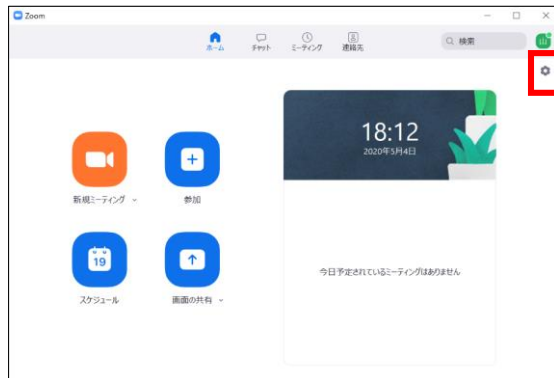 Zoom
ホーム
チャット
ミーティング
連絡先
検索
山
18:12
2020年5月4日
新規ミーティング
参加
19
スケジュール
画面の共有
今日予定されているミーティングはありません